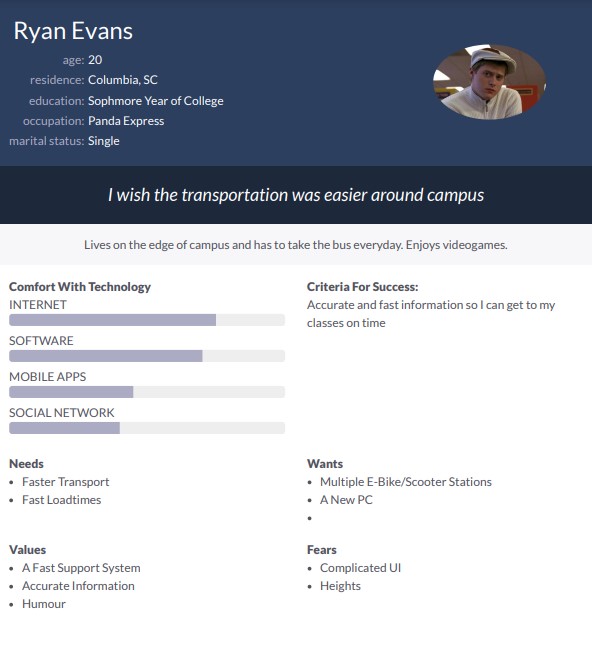 Ryan Evans
age: 20
residence: Columbia, SC
education: Sophmore Year of College
occupation: Panda Express
marital status: Single
I wish the transportation was easier around campus
Lives on the edge of campus and has to take the bus everyday. Enjoys videogames.
Comfort With Technology
INTERNET
SOFTWARE
MOBILE APPS
SOCIAL NETWORK
Criteria For Success:
Accurate and fast information so I can get to my
classes on time
Needs
• Faster Transport
• Fast Loadtimes
Wants
• Multiple E-Bike/Scooter Stations
• A New PC
•
Values
• A Fast Support System
• Accurate Information
• Humour
Fears
• Complicated UI
• Heights